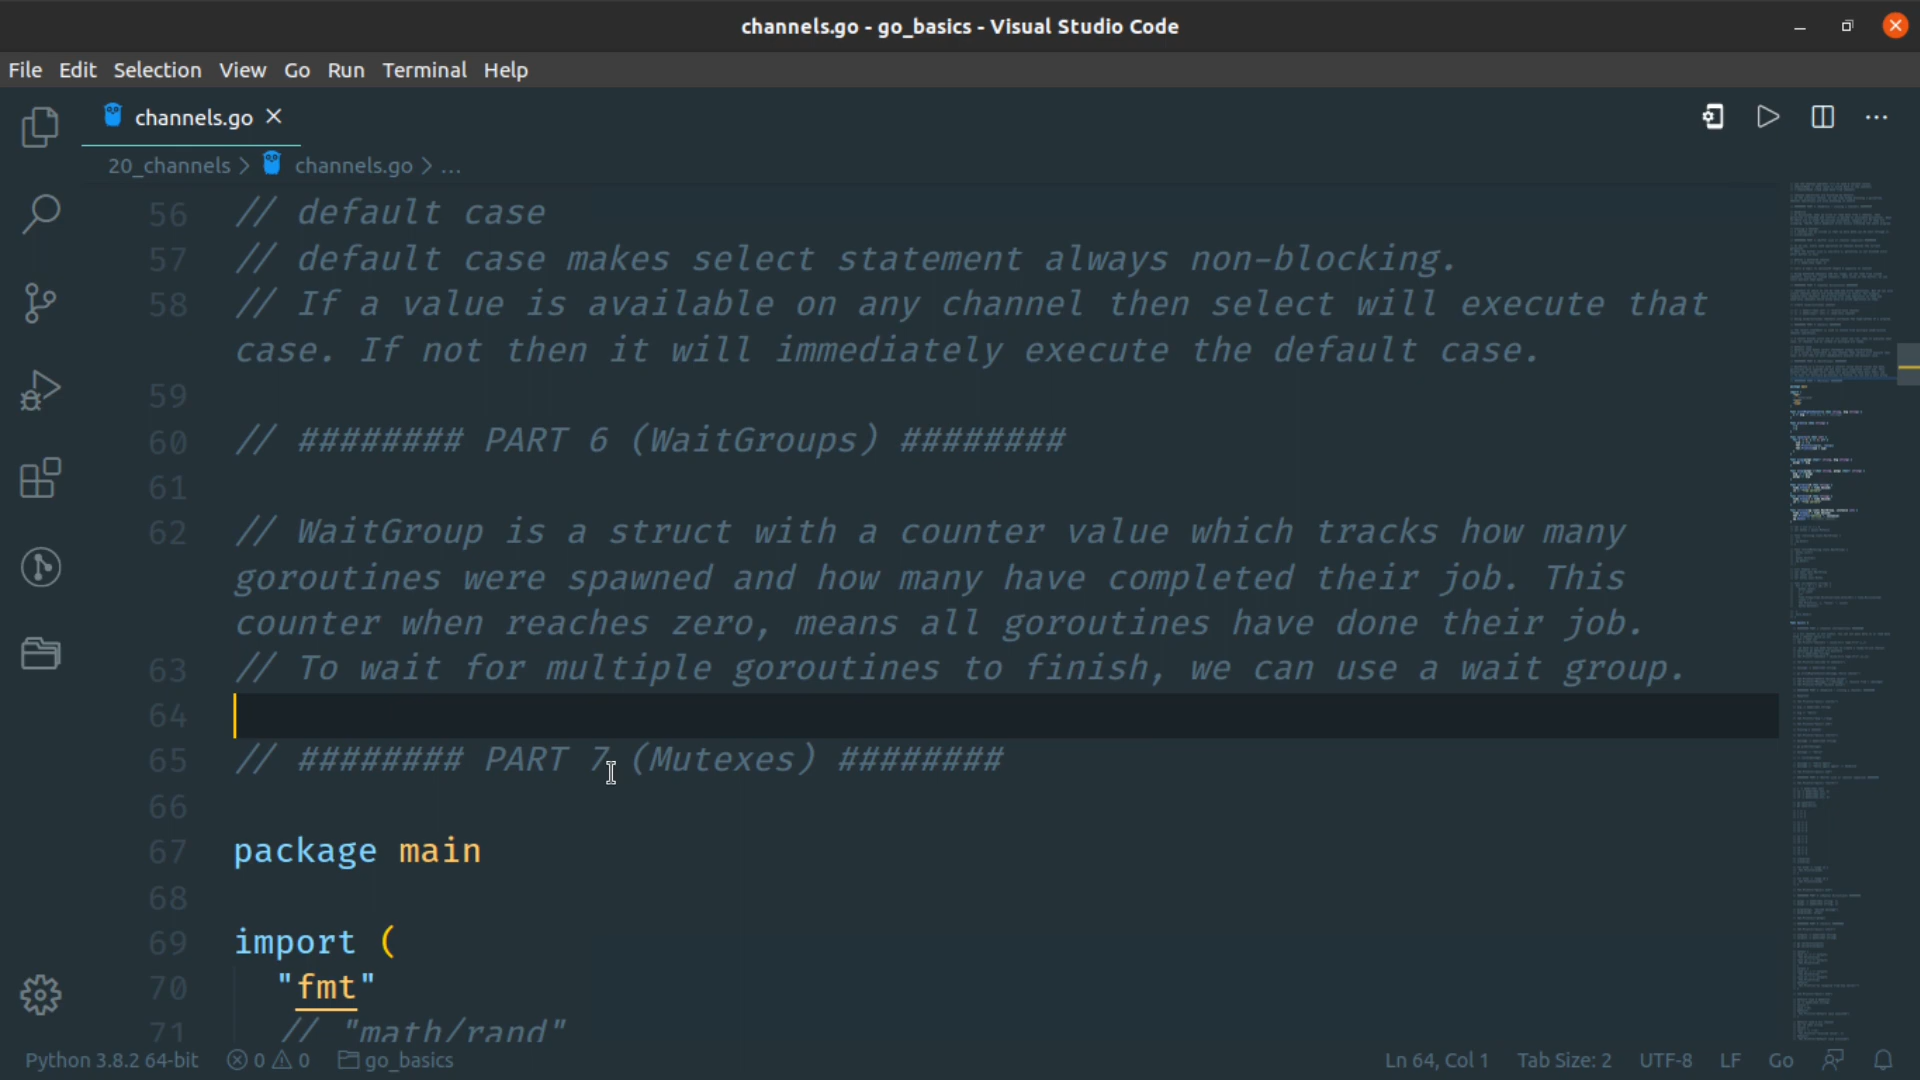 channels.go - go_basics - Visual Studio Code
File Edit Selection View Go Run Terminal Help
channels.go
20_channels > channels.go > ...
56 // default case
57 // default case makes select statement always non-blocking.
58 // If a value is available on any channel then select will execute that
case. If not then it will immediately execute the default case.
59
60 // ######## PART 6 (WaitGroups) ########
61
62 // WaitGroup is a struct with a counter value which tracks how many
goroutines were spawned and how many have completed their job. This
counter when reaches zero, means all goroutines have done their job.
63 // To wait for multiple goroutines to finish, we can use a wait group.
64
65 // ######## PART 7 (Mutexes) ########
66
67 package main
68
69 import (
70 "fmt"
71 // "math/rand"
Python 3.8.2 64-bit 0 0 go_basics Ln 64, Col 1 Tab Size: 2 UTF-8 LF Go